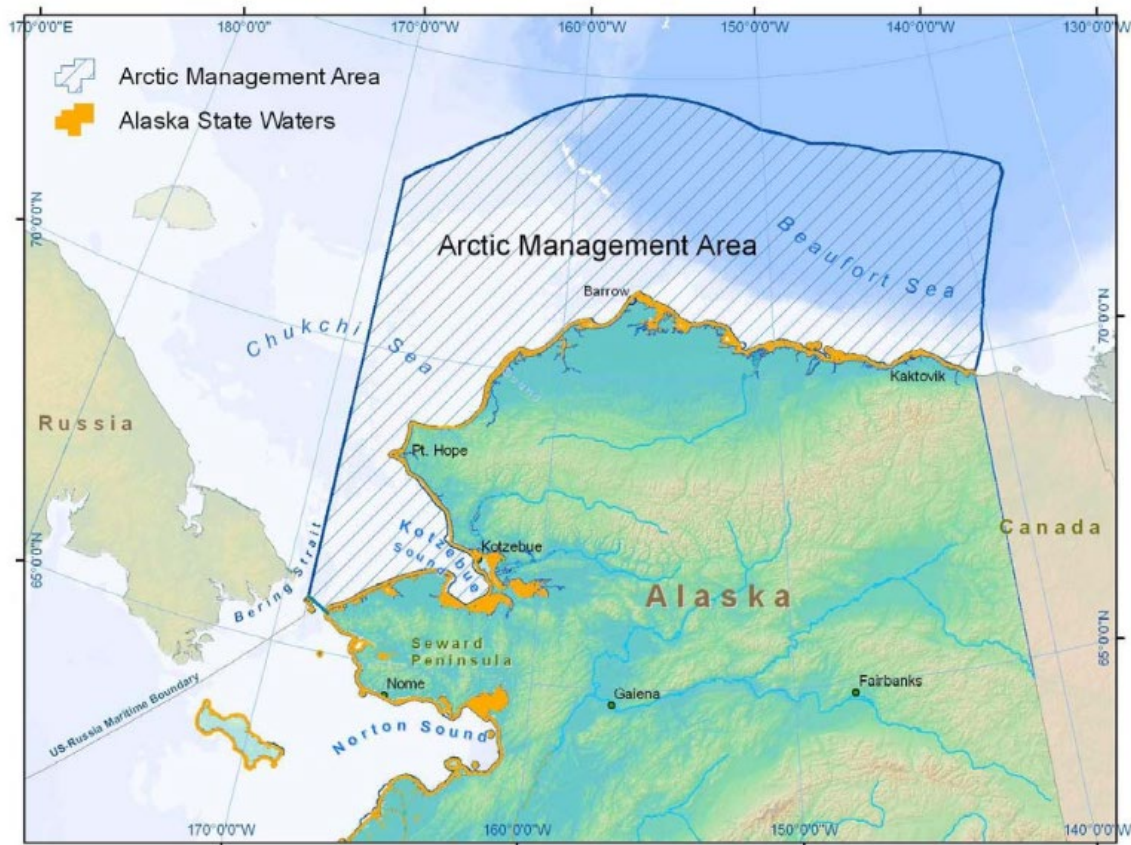 170°0'0"E
180°0'0"
170°0'0"W
160°0'0"W
150°0'0"W
140°0'0"W
130°0'0"W
Arctic Management Area
Alaska State Waters
70°0'0"N
Arctic Management Area
Beaufort Sea
Barrow
70°0'0"N
Chukchi Sea
Kaktovik
Russia
Pt. Hope
Canada
65°0'0"N
Kotzebue
Sound
Kotzebue
Bering Strait
Alaska
Seward
Peninsula
65°0'0"N
Nome
Galena
Fairbanks
US-Russia Maritime Boundary
Norton Sound
170°0'0"W
160°0'0"W
150°0'0"W
140°0'0"W